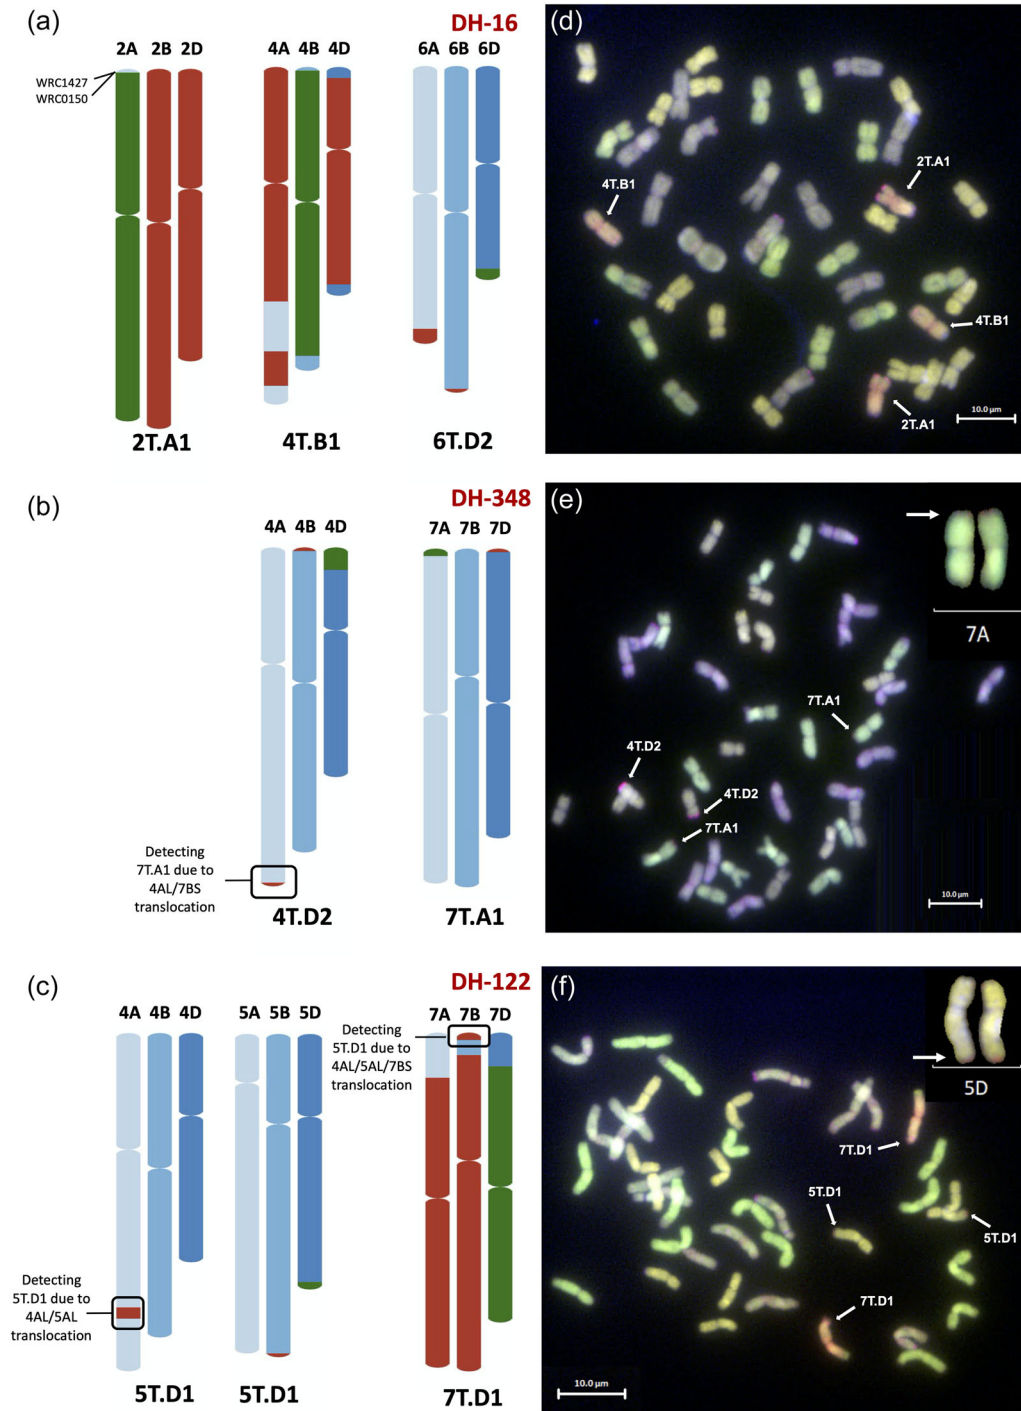 (a)
DH-16
2A 2B 2D
4A 4B 4D
6A 6B 6D
WRC1427
WRC0150
2T.A1
4T.B1
6T.D2
(d)
4T.B1
2T.A1
4T.B1
2T.A1
10.0 µm
(b)
DH-348
4A 4B 4D
7A 7B 7D
Detecting
7T.A1 due to
4AL/7BS
translocation
4T.D2
7T.A1
(e)
7A
7T.A1
4T.D2
4T.D2
7T.A1
10.0 µm
(c)
DH-122
4A 4B 4D
5A 5B 5D
7A 7B 7D
Detecting
5T.D1 due to
4AL/5AL/7BS
translocation
Detecting
5T.D1 due to
4AL/5AL
translocation
5T.D1
5T.D1
7T.D1
(f)
5D
7T.D1
5T.D1
5T.D1
7T.D1
10.0 µm